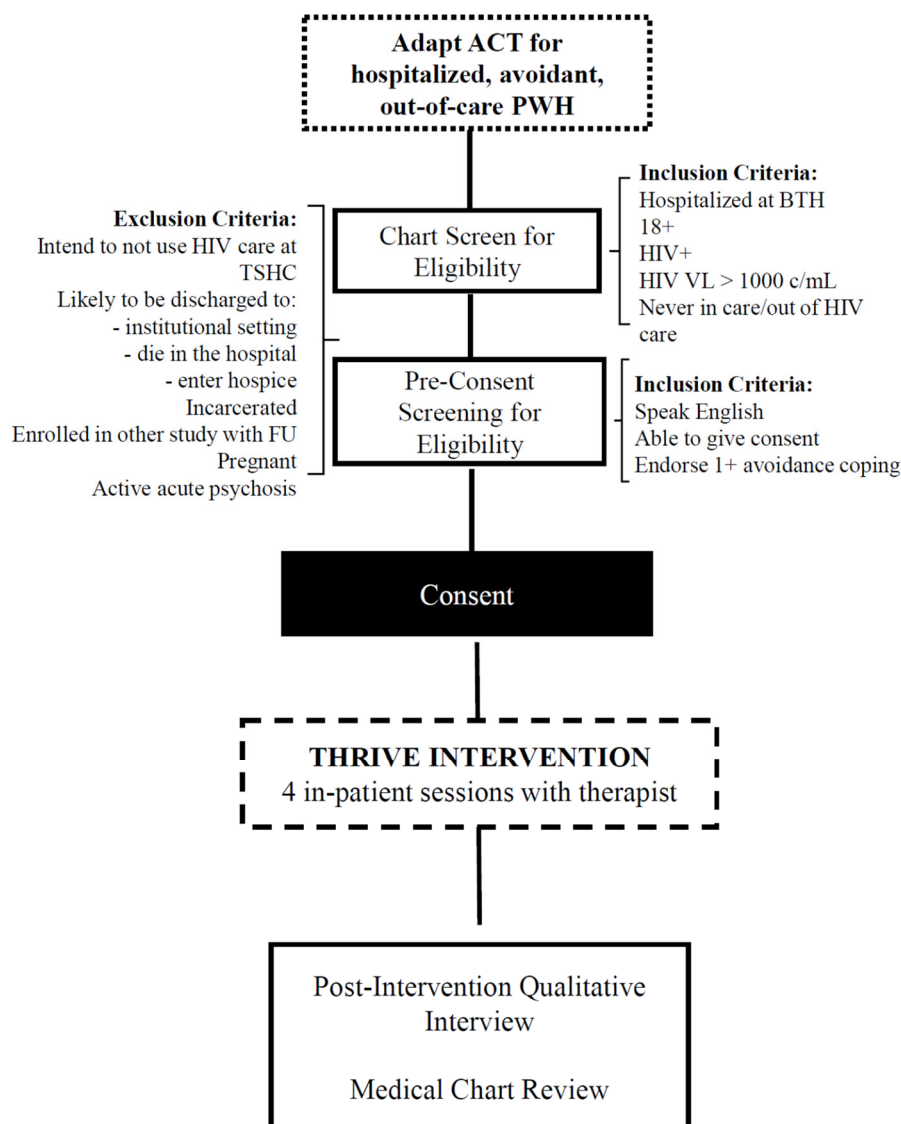 Adapt ACT for
hospitalized, avoidant,
out-of-care PWH
Exclusion Criteria:
Intend to not use HIV care at
TSHC
Likely to be discharged to:
- institutional setting
- die in the hospital
- enter hospice
Incarcerated
Enrolled in other study with FU
Pregnant
Active acute psychosis
Chart Screen for
Eligibility
Inclusion Criteria:
Hospitalized at BTH
18+
HIV+
HIV VL > 1000 c/mL
Never in care/out of HIV
care
Pre-Consent
Screening for
Eligibility
Inclusion Criteria:
Speak English
Able to give consent
Endorse 1+ avoidance coping
Consent
THRIVE INTERVENTION
4 in-patient sessions with therapist
Post-Intervention Qualitative
Interview
Medical Chart Review